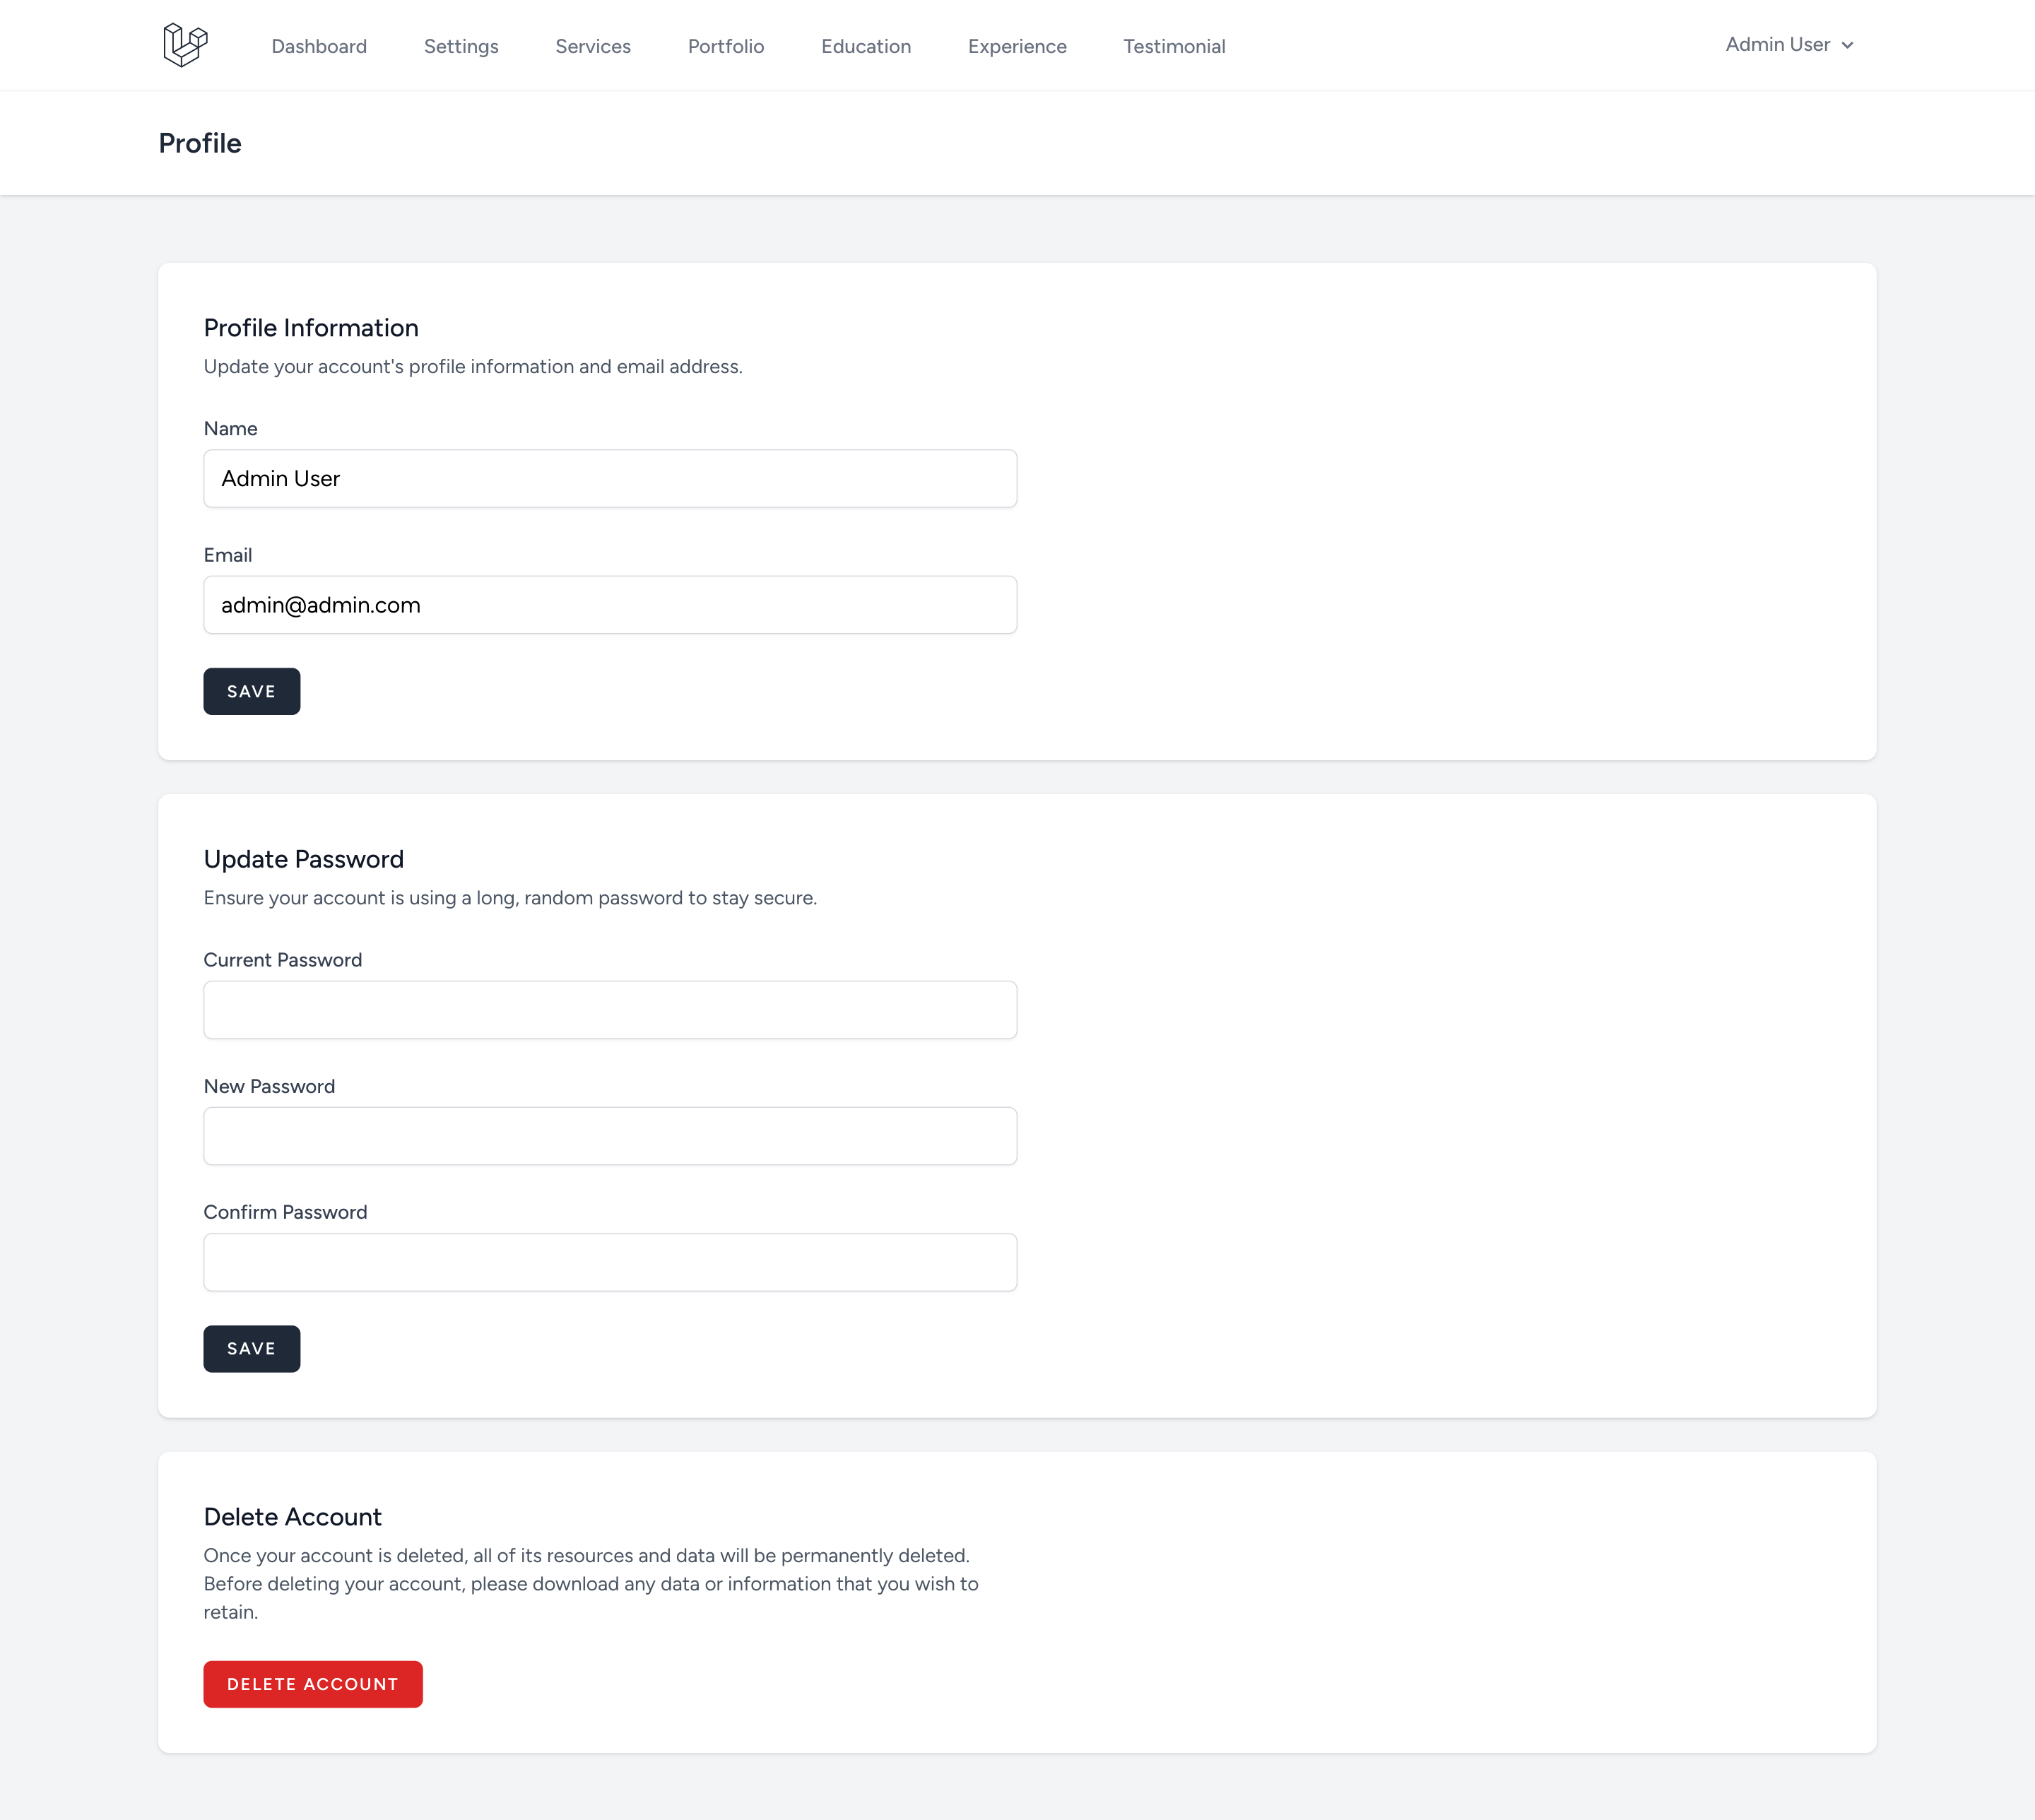 Dashboard Settings Services Portfolio Education Experience Testimonial Admin User
Profile
Profile Information
Update your account's profile information and email address.
Name
Admin User
Email
admin@admin.com
SAVE
Update Password
Ensure your account is using a long, random password to stay secure.
Current Password
New Password
Confirm Password
SAVE
Delete Account
Once your account is deleted, all of its resources and data will be permanently deleted.
Before deleting your account, please download any data or information that you wish to
retain.
DELETE ACCOUNT